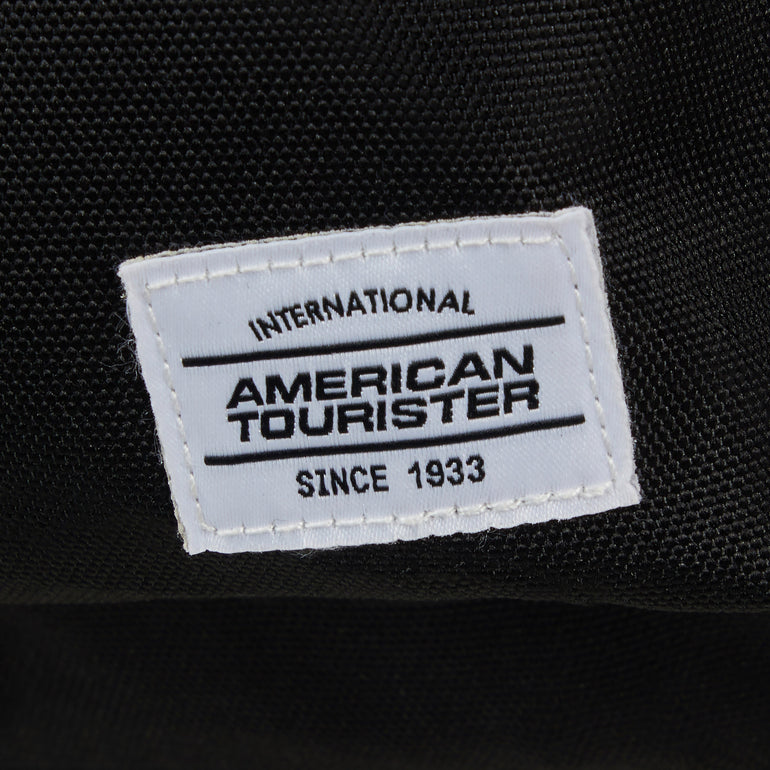 INTERNATIONAL
AMERICAN
TOURISTER
SINCE 1933